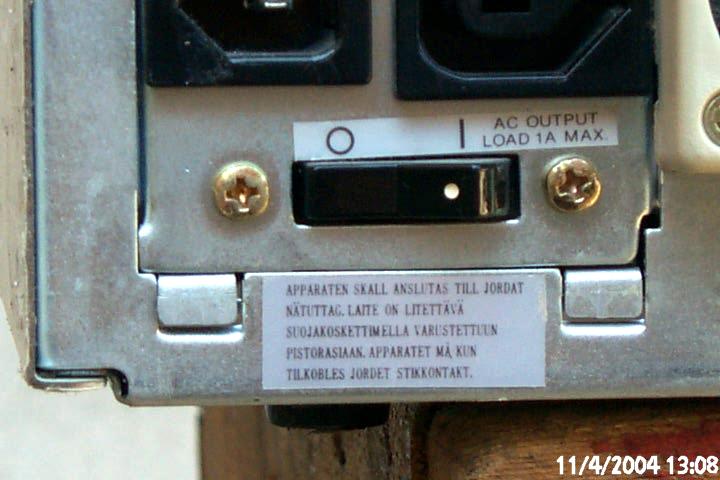 O | AC OUTPUT
LOAD 1A MAX.
APPARATEN SKALL ANSLUTAS TILL JORDAT
NÄTUTTAG. LAITE ON LITETTÄVÄ
SUOJAKOSKETTIMELLA VARUSTETTUUN
PISTORASIAAN. APPARATET MÅ KUN
TILKOBLES JORDET STIKKONTAKT.
11/4/2004 13:08